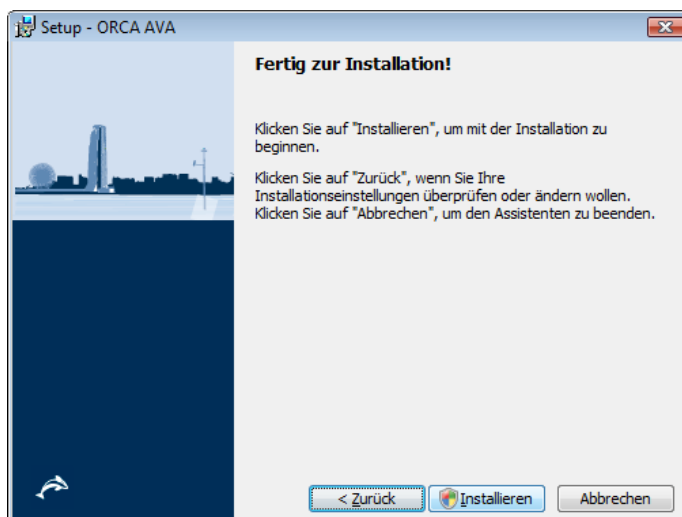 Setup - ORCA AVA
Fertig zur Installation!
Klicken Sie auf "Installieren", um mit der Installation zu
beginnen.
Klicken Sie auf "Zurück", wenn Sie Ihre
Installationseinstellungen überprüfen oder ändern wollen.
Klicken Sie auf "Abbrechen", um den Assistenten zu beenden.
< Zurück
Installieren
Abbrechen